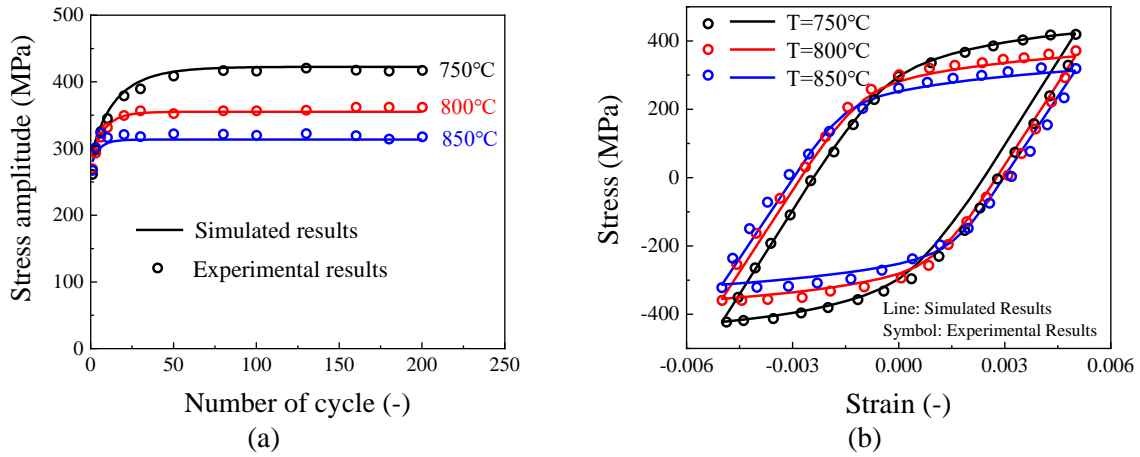 500
400
300
200
100
0
0
50
100
150
200
250
Stress amplitude (MPa)
Number of cycle (-)
750℃
800℃
850℃
Simulated results
Experimental results
(a)
400
200
0
-200
-400
-0.006
-0.003
0.000
0.003
0.006
Stress (MPa)
Strain (-)
T=750℃
T=800℃
T=850℃
Line: Simulated Results
Symbol: Experimental Results
(b)